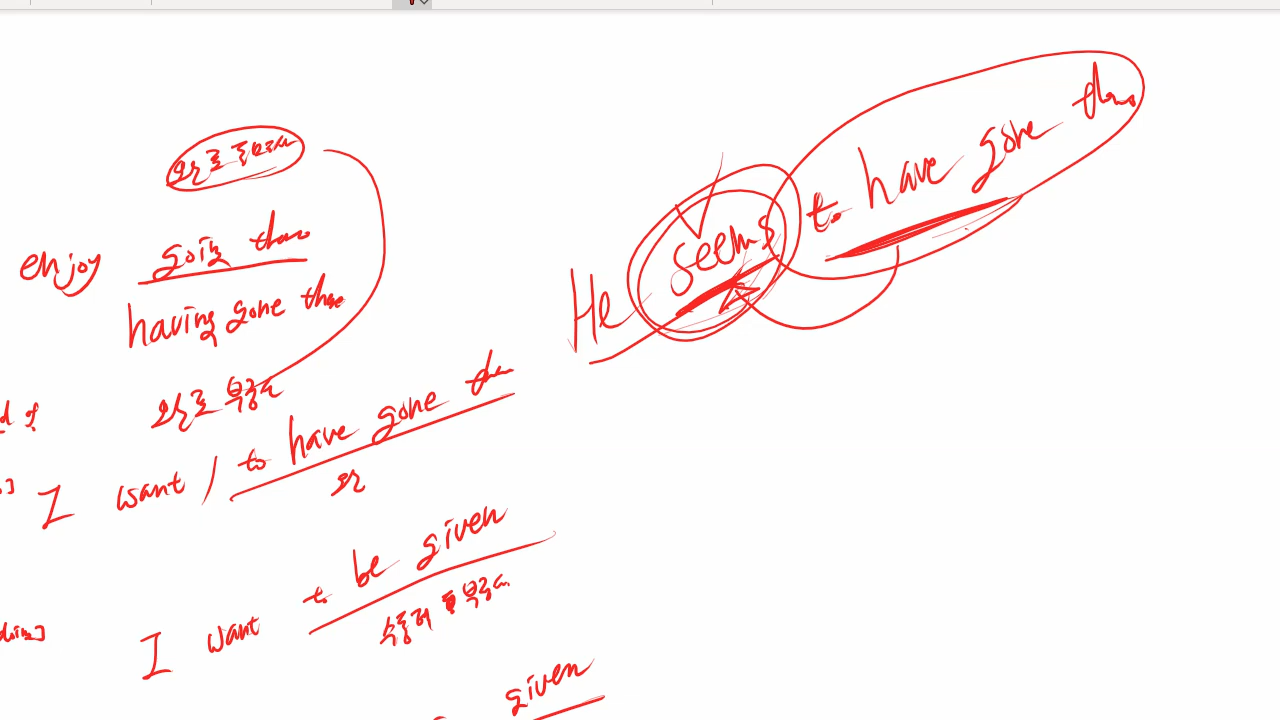 완료 동명사
enjoy going there
having gone there
He seems to have gone there
완료 부정사
d of
I want / to have gone there
완
I want to be given
수동태 부정사
given